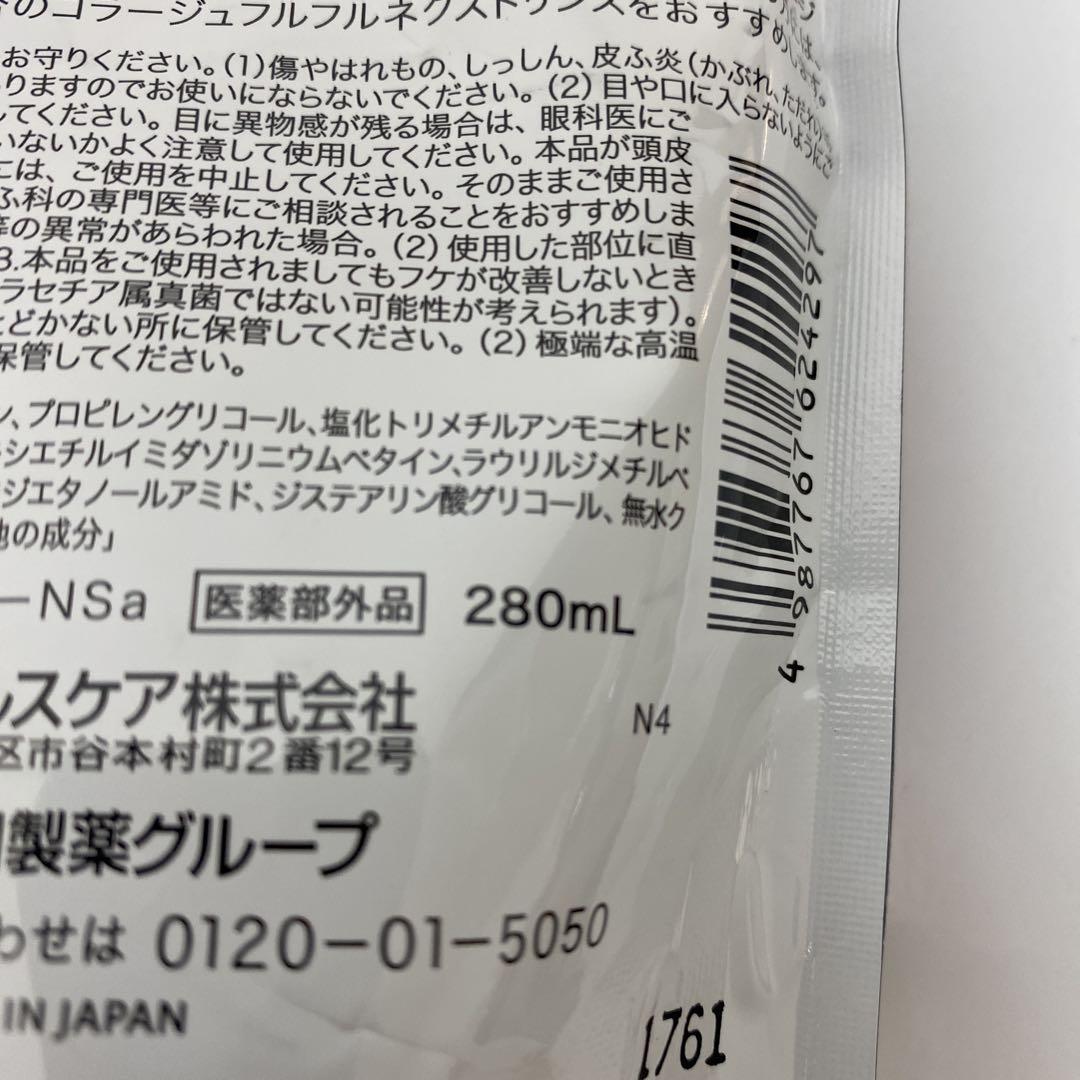 のコラージュフルフルネクストリンスをおすすめします。
お守りください。(1)傷やはれもの、しっしん、皮ふ炎(かぶれ、ただれ)
りますのでお使いにならないでください。(2)目や口に入らないようにご
してください。目に異物感が残る場合は、眼科医にご
いないかよく注意して使用してください。本品が頭皮
には、ご使用を中止してください。そのままご使用さ
ふ科の専門医等にご相談されることをおすすめしま
等の異常があらわれた場合。(2)使用した部位に直
3.本品をご使用されましてもフケが改善しないとき
ラセチア属真菌ではない可能性が考えられます)。
とどかない所に保管してください。(2)極端な高温
保管してください。
ン、プロピレングリコール、塩化トリメチルアンモニオヒド
シエチルイミダゾリニウムベタイン、ラウリルジメチルベ
ジエタノールアミド、ジステアリン酸グリコール、無水ク
他の成分」
-NSa 医薬部外品 280mL
ルスケア株式会社
区市谷本村町2番12号
N4
製薬グループ
わせは 0120-01-5050
IN JAPAN
1761
4 987767 624297